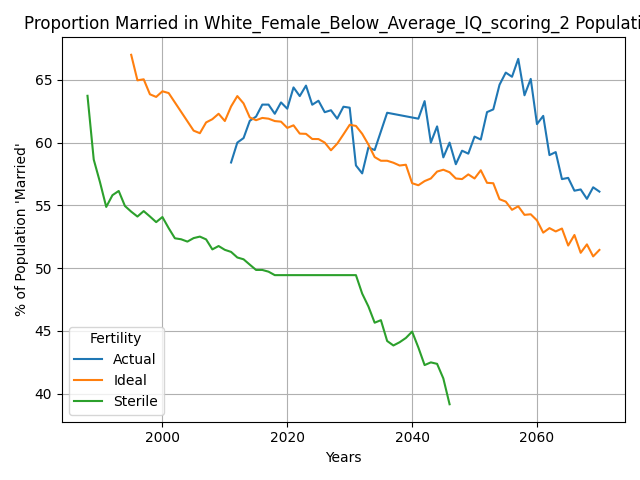 Proportion Married in White_Female_Below_Average_IQ_scoring_2 Populati
% of Population 'Married'
65
60
55
50
45
40
Fertility
Actual
Ideal
Sterile
2000 2020 2040 2060
Years